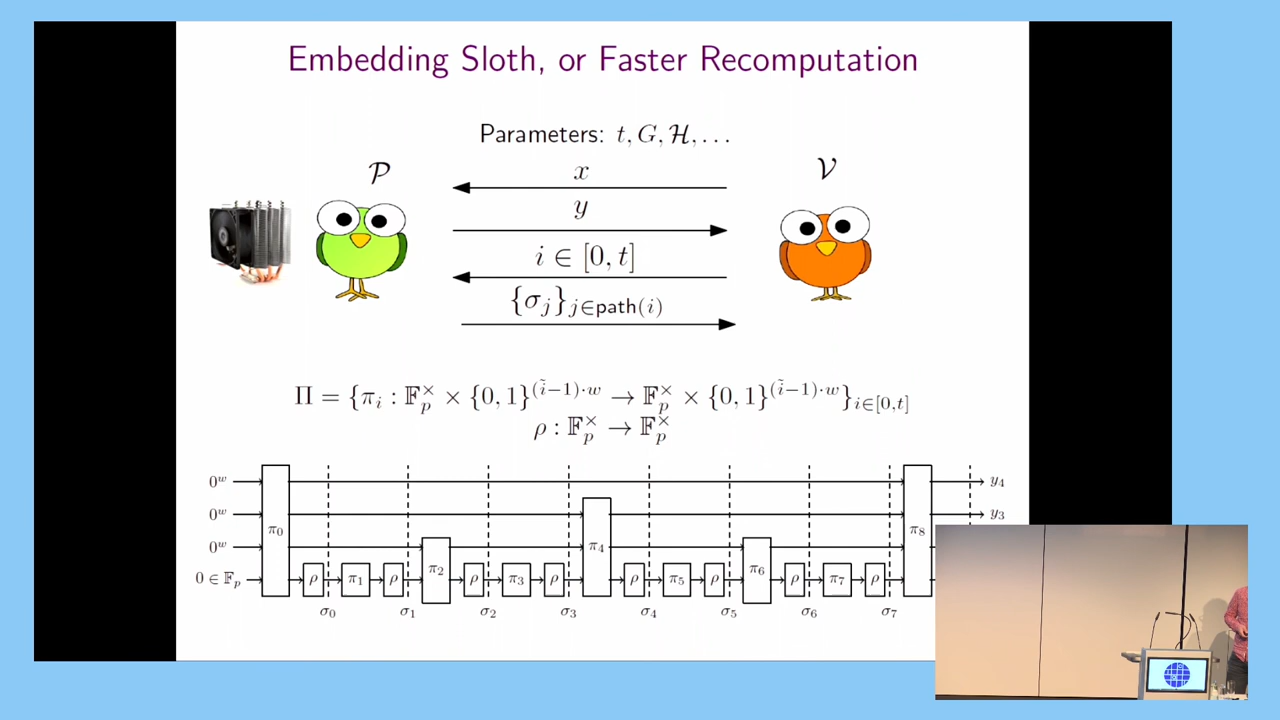 Embedding Sloth, or Faster Recomputation
Parameters: t, G, ℋ, …
𝒫 x 𝒱
y
i ∈ [0, t]
{σ_j}_{j∈path(i)}
Π = {π_i : 𝔽_p^× × {0, 1}^{(ĩ−1)·w} → 𝔽_p^× × {0, 1}^{(ĩ−1)·w}}_{i∈[0,t]}
ρ : 𝔽_p^× → 𝔽_p^×
0^w y_4
0^w π_0 π_4 π_8 y_3
0^w π_2 π_6
0 ∈ 𝔽_p ρ π_1 ρ ρ π_3 ρ ρ π_5 ρ ρ π_7 ρ
σ_0 σ_1 σ_2 σ_3 σ_4 σ_5 σ_6 σ_7